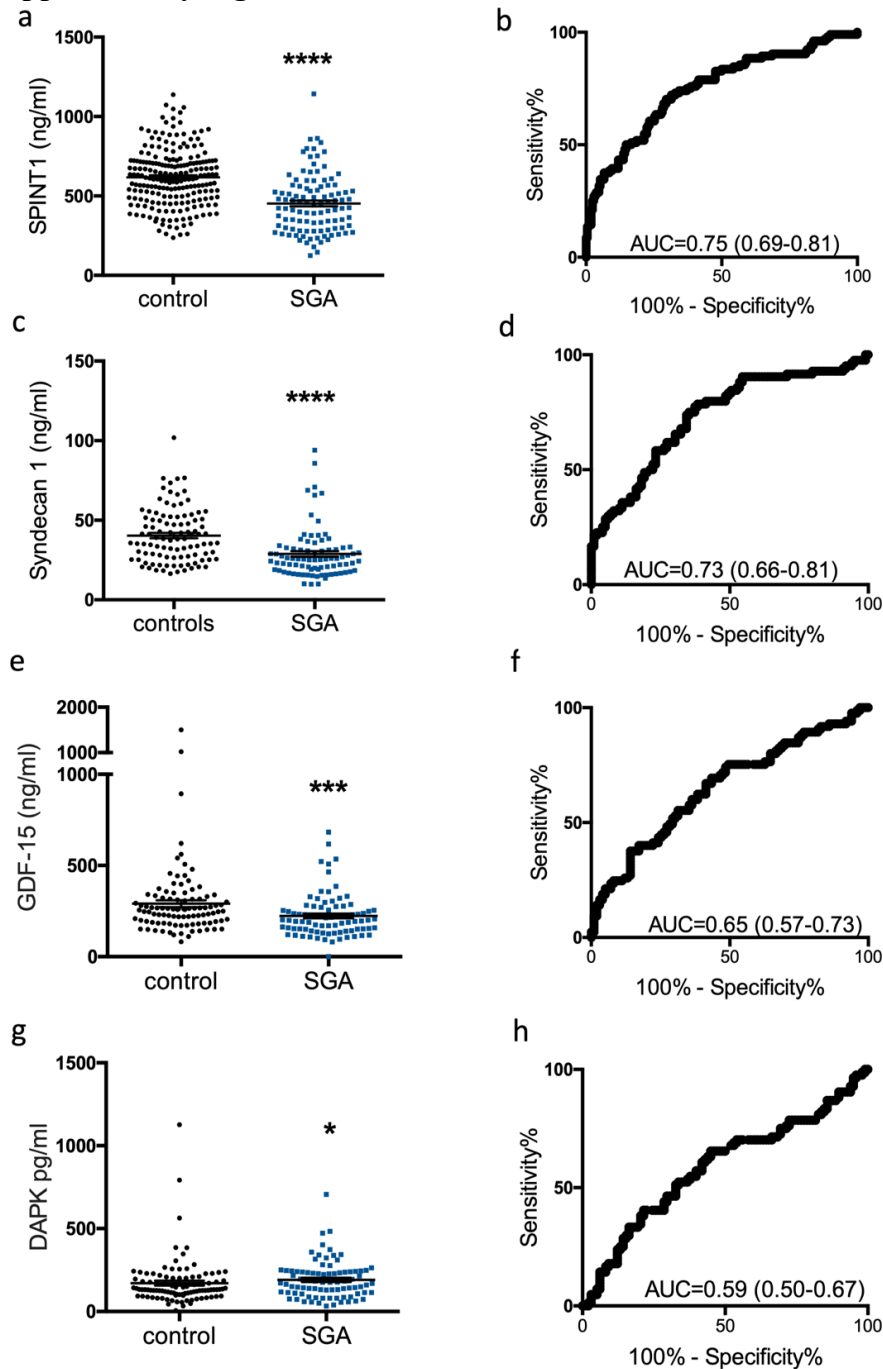 a
1500
1000
500
0
SPINT1 (ng/ml)
****
control
SGA
b
100
50
0
Sensitivity%
AUC=0.75 (0.69-0.81)
0
50
100
100% - Specificity%
c
150
100
50
0
Syndecan 1 (ng/ml)
****
controls
SGA
d
100
50
0
Sensitivity%
AUC=0.73 (0.66-0.81)
0
50
100
100% - Specificity%
e
2000
1000
1000
500
0
GDF-15 (ng/ml)
***
control
SGA
f
100
50
0
Sensitivity%
AUC=0.65 (0.57-0.73)
0
50
100
100% - Specificity%
g
1500
1000
500
0
DAPK pg/ml
*
control
SGA
h
100
50
0
Sensitivity%
AUC=0.59 (0.50-0.67)
0
50
100
100% - Specificity%